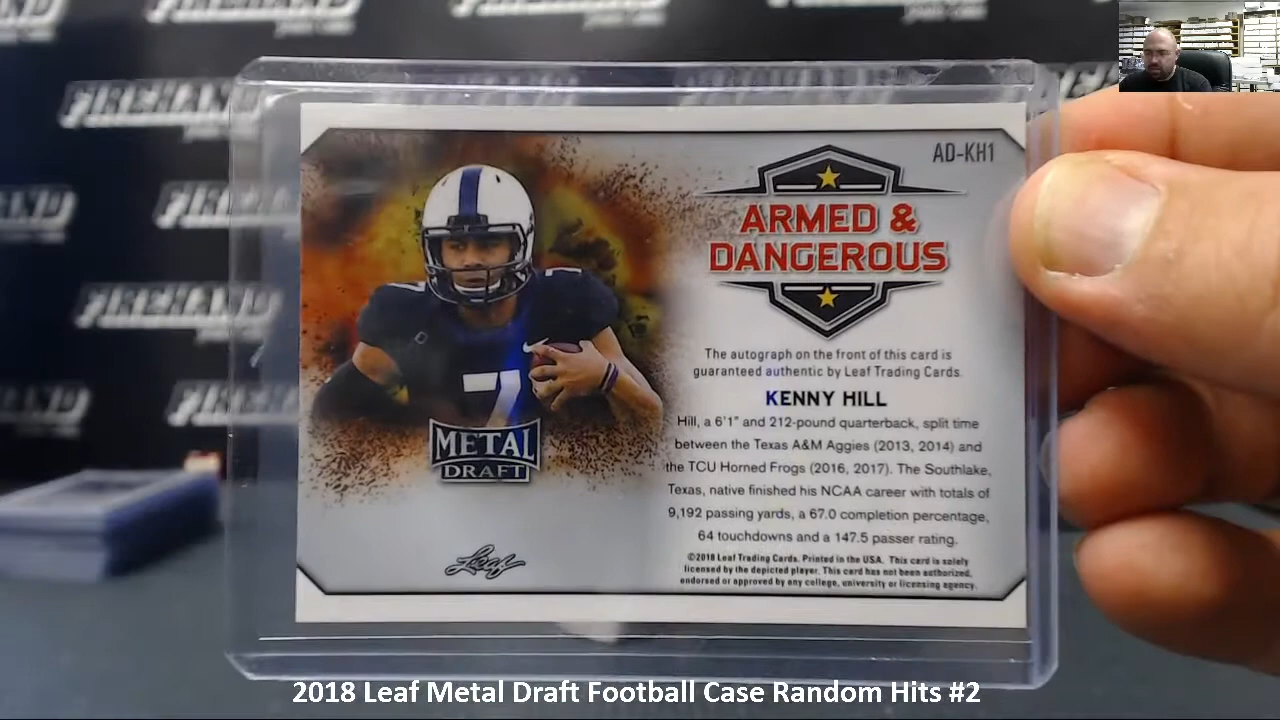 FIREHAND
FIREHAND
FIREHAND
FIREHAND
AD-KH1
ARMED &
DANGEROUS
The autograph on the front of this card is
guaranteed authentic by Leaf Trading Cards.
KENNY HILL
Hill, a 6'1" and 212-pound quarterback, split time
between the Texas A&M Aggies (2013, 2014) and
the TCU Horned Frogs (2016, 2017). The Southlake,
Texas, native finished his NCAA career with totals of
9,192 passing yards, a 67.0 completion percentage,
64 touchdowns and a 147.5 passer rating.
©2018 Leaf Trading Cards. Printed in the USA. This card is solely
licensed by the depicted player. This card has not been authorized,
endorsed or approved by any college, university or licensing agency.
7
7
METAL
DRAFT
Leaf
2018 Leaf Metal Draft Football Case Random Hits #2